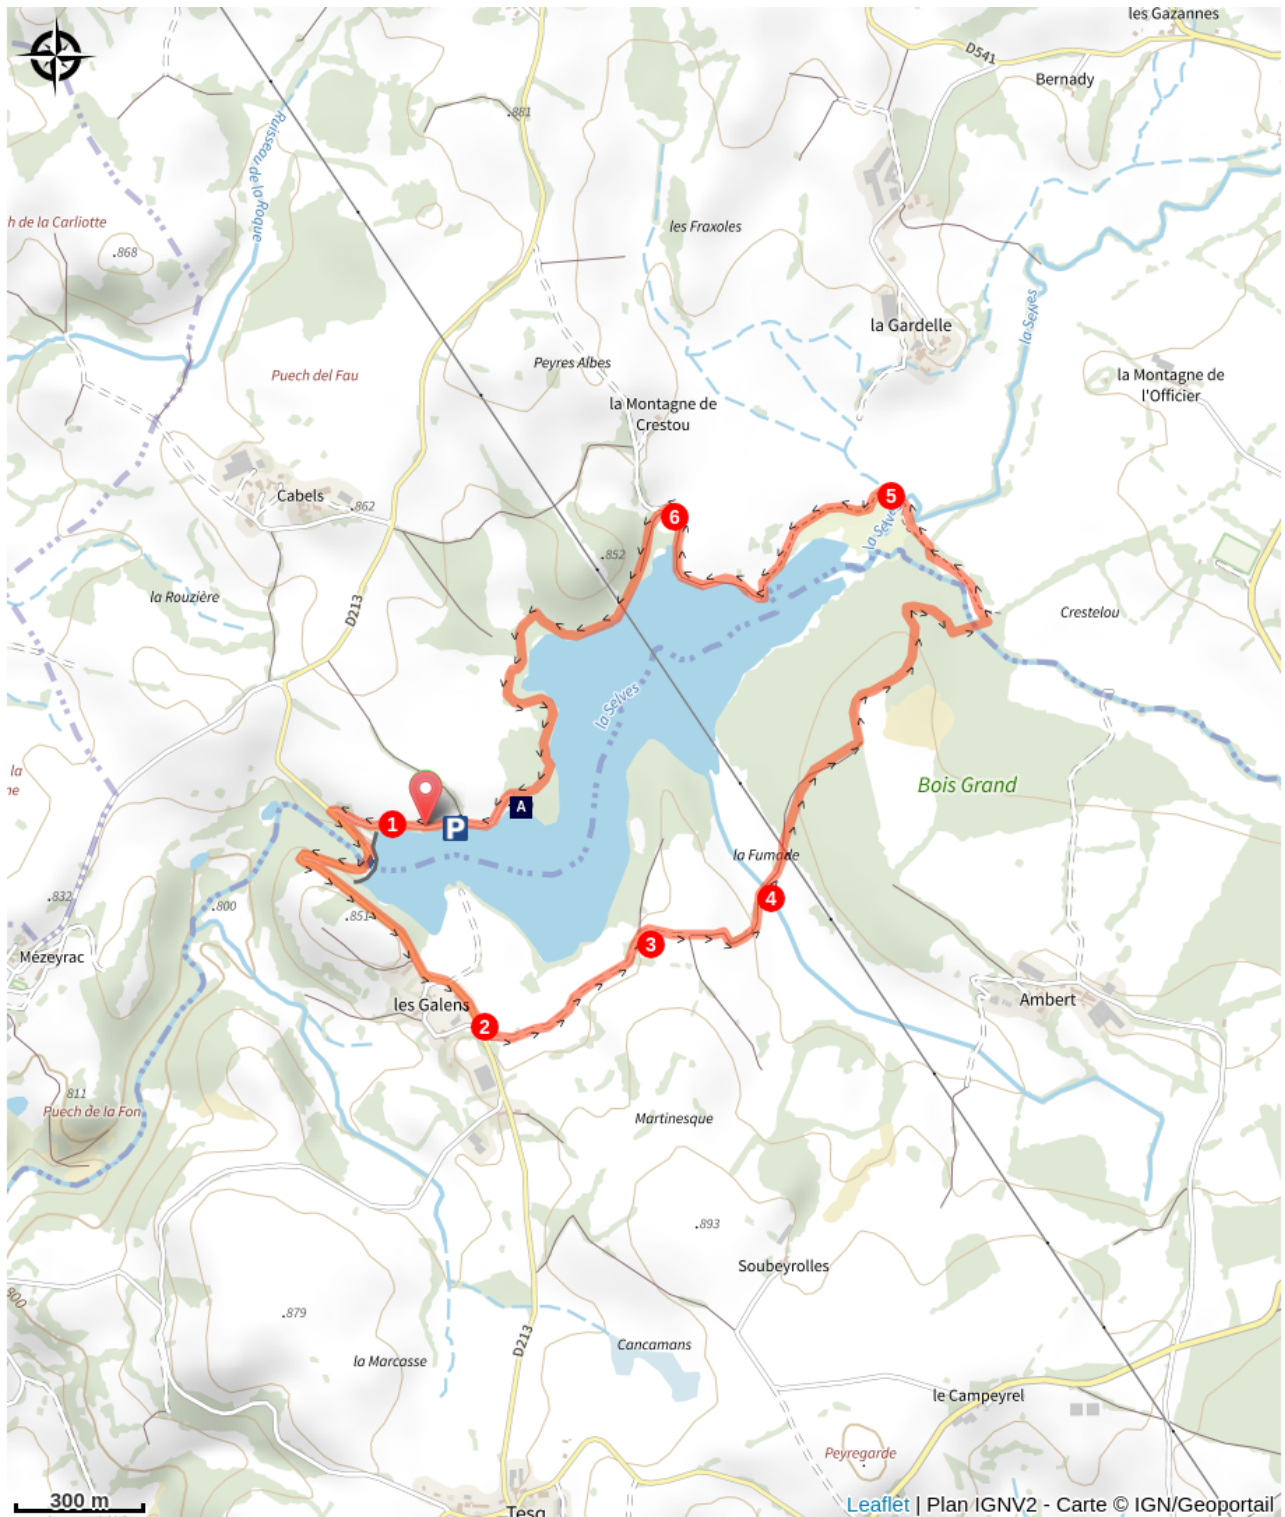 les Gazannes
D541
Bernady
.881
Ruisseau de la Roque
h de la Carliotte
.868
les Fraxoles
la Selves
la Gardelle
Peyres Albes
Puech del Fau
la Montagne de
l'Officier
la Montagne de
Crestou
Cabels
.862
5
6
la Selves
.852
la Rouzière
D213
Crestelou
la Selves
la
ne
Bois Grand
A
1
P
la Fumade
.832
.800
.851
4
3
Mézeyrac
les Galens
2
Ambert
811
Puech de la Fon
Martinesque
.893
Soubeyrolles
800
.879
D213
Cancamans
la Marcasse
le Campeyrel
Peyregarde
300 m
Tesq
Leaflet | Plan IGNV2 - Carte © IGN/Geoportail